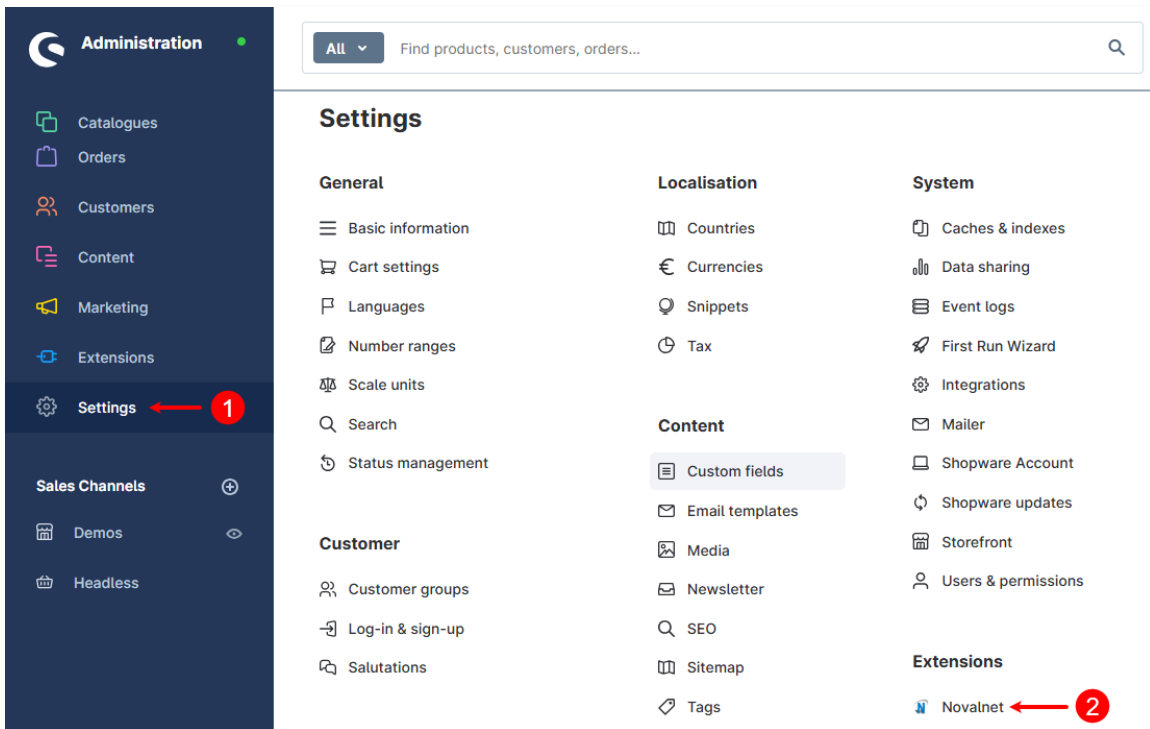 Administration
All
Find products, customers, orders...
Catalogues
Orders
Customers
Content
Marketing
Extensions
Settings
1
Sales Channels
Demos
Headless
Settings
General
Basic information
Cart settings
Languages
Number ranges
Scale units
Search
Status management
Customer
Customer groups
Log-in & sign-up
Salutations
Localisation
Countries
Currencies
Snippets
Tax
Content
Custom fields
Email templates
Media
Newsletter
SEO
Sitemap
Tags
System
Caches & indexes
Data sharing
Event logs
First Run Wizard
Integrations
Mailer
Shopware Account
Shopware updates
Storefront
Users & permissions
Extensions
Novalnet
2